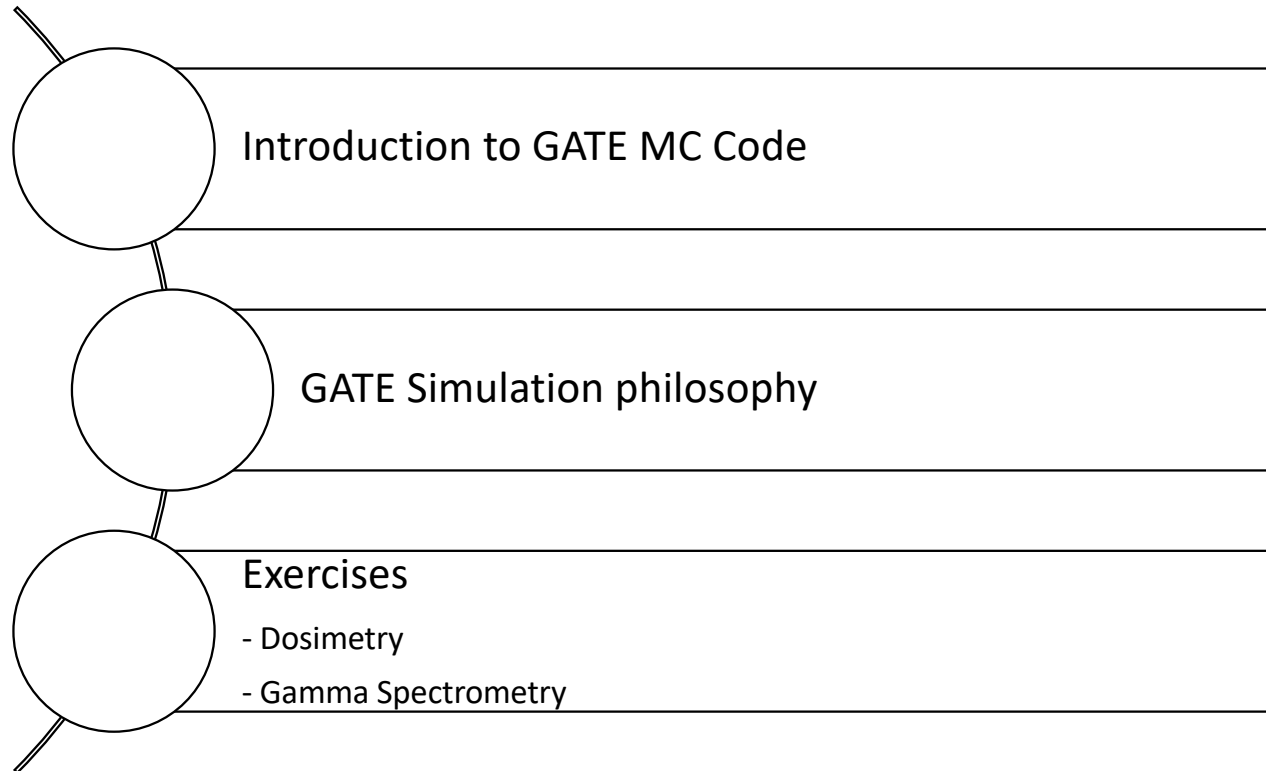 Introduction to GATE MC Code
GATE Simulation philosophy
Exercises
- Dosimetry
- Gamma Spectrometry